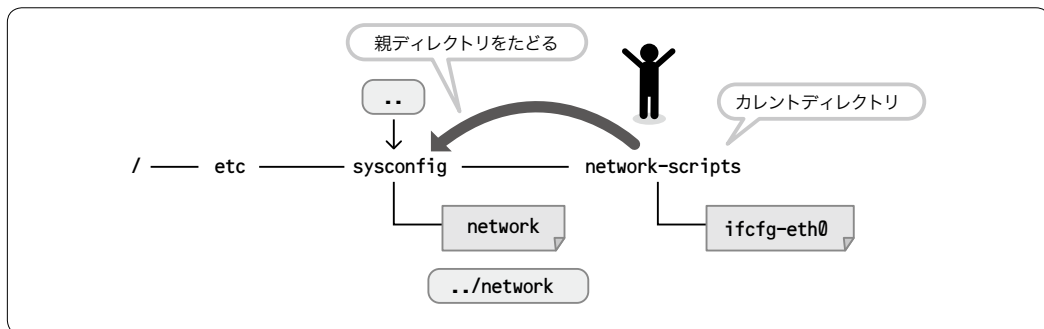 親ディレクトリをたどる
..
カレントディレクトリ
/ etc sysconfig network-scripts
network
ifcfg-eth0
../network